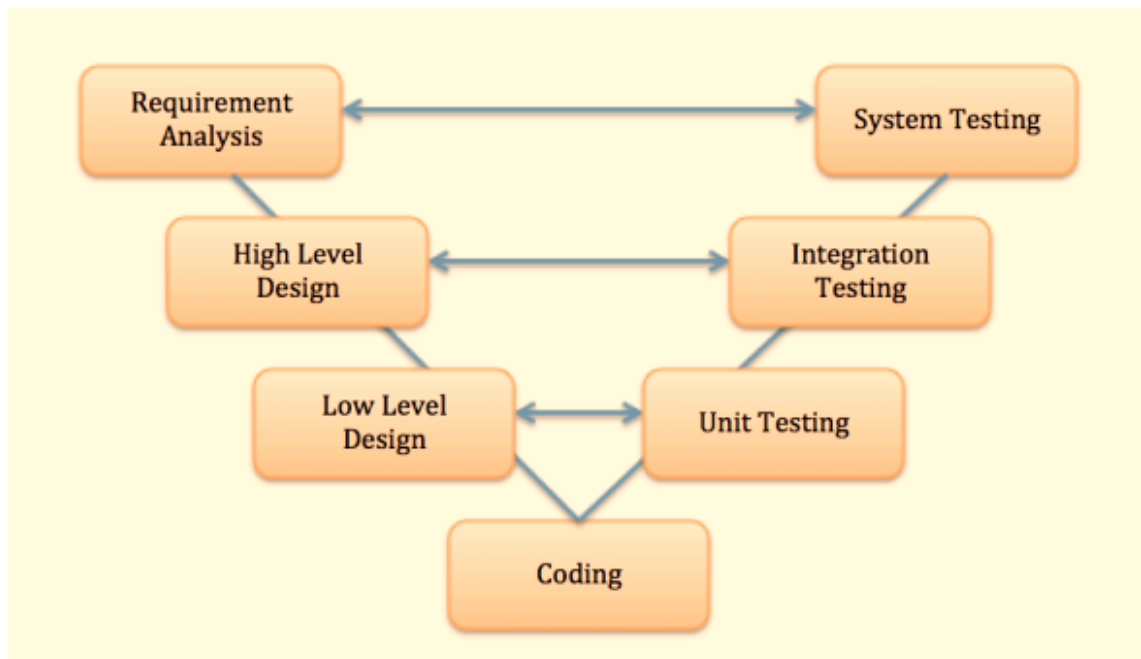 Requirement
Analysis
System Testing
High Level
Design
Integration
Testing
Low Level
Design
Unit Testing
Coding